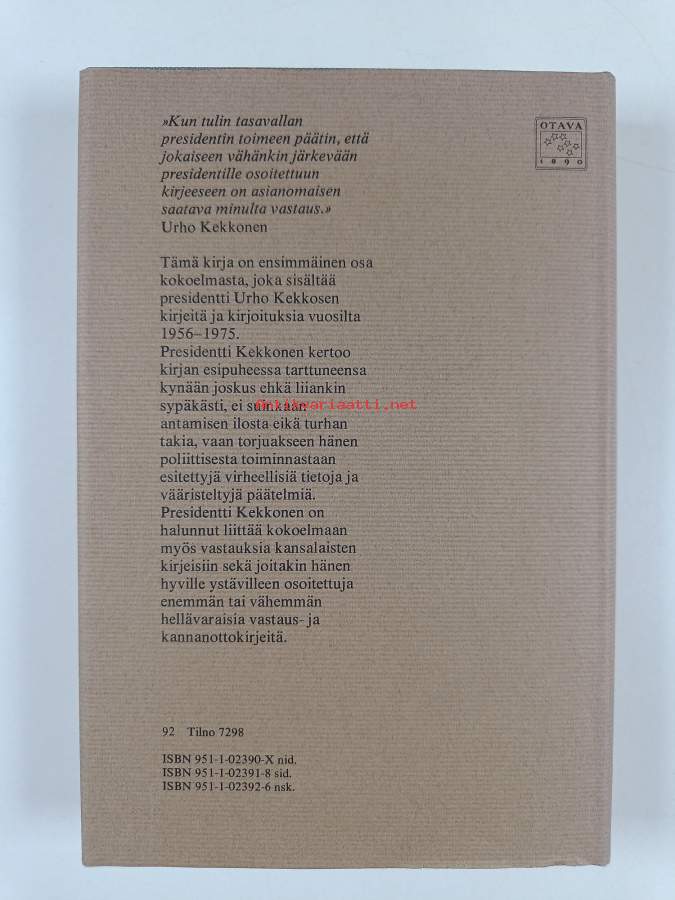 »Kun tulin tasavallan
presidentin toimeen päätin, että
jokaiseen vähänkin järkevään
presidentille osoitettuun
kirjeeseen on asianomaisen
saatava minulta vastaus.»
Urho Kekkonen
OTAVA
1890
Tämä kirja on ensimmäinen osa
kokoelmasta, joka sisältää
presidentti Urho Kekkosen
kirjeitä ja kirjoituksia vuosilta
1956–1975.
Presidentti Kekkonen kertoo
kirjan esipuheessa tarttuneensa
kynään joskus ehkä liiankin
sypäkästi, ei suinkaan
antamisen ilosta eikä turhan
takia, vaan torjuakseen hänen
poliittisesta toiminnastaan
esitettyjä virheellisiä tietoja ja
vääristeltyjä päätelmiä.
Presidentti Kekkonen on
halunnut liittää kokoelmaan
myös vastauksia kansalaisten
kirjeisiin sekä joitakin hänen
hyville ystävilleen osoitettuja
enemmän tai vähemmän
hellävaraisia vastaus- ja
kannanottokirjeitä.
Antikvariaatti.net
92 Tilno 7298
ISBN 951-1-02390-X nid.
ISBN 951-1-02391-8 sid.
ISBN 951-1-02392-6 nsk.